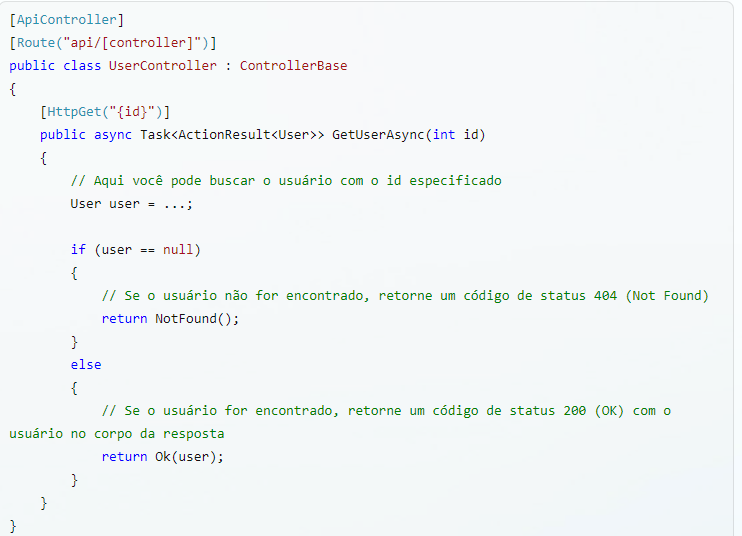 [ApiController]
[Route("api/[controller]")]
public class UserController : ControllerBase
{
    [HttpGet("{id}")]
    public async Task<ActionResult<User>> GetUserAsync(int id)
    {
        // Aqui você pode buscar o usuário com o id especificado
        User user = ...;

        if (user == null)
        {
            // Se o usuário não for encontrado, retorne um código de status 404 (Not Found)
            return NotFound();
        }
        else
        {
            // Se o usuário for encontrado, retorne um código de status 200 (OK) com o
usuário no corpo da resposta
            return Ok(user);
        }
    }
}